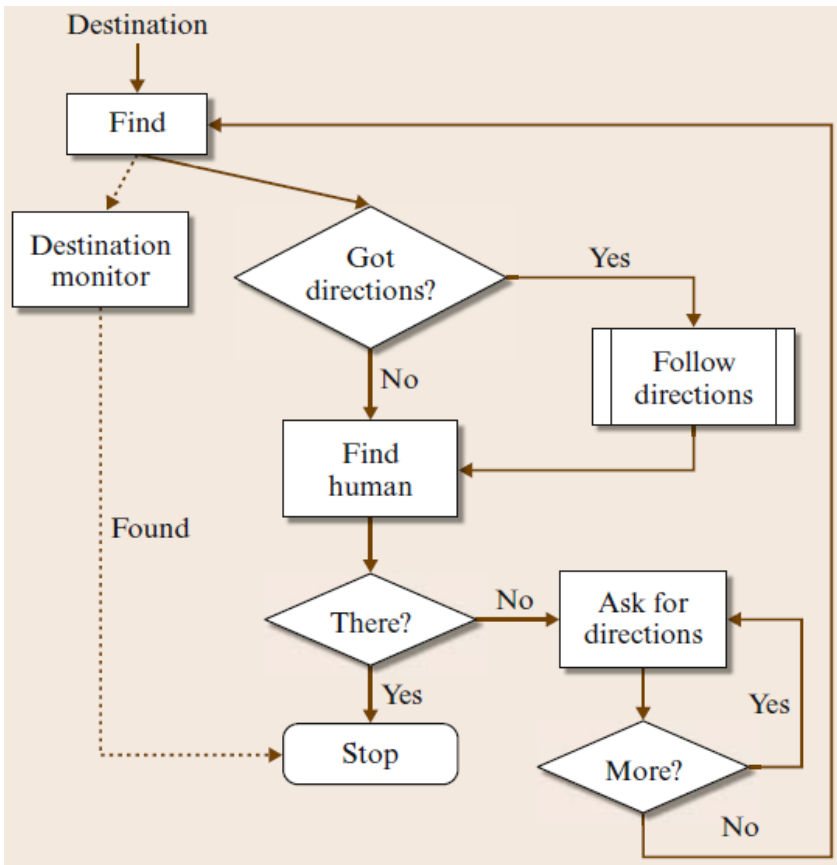 Destination
Find
Destination
monitor
Got
directions?
Yes
Follow
directions
No
Find
human
Found
There?
No
Ask for
directions
Yes
Yes
Stop
More?
No